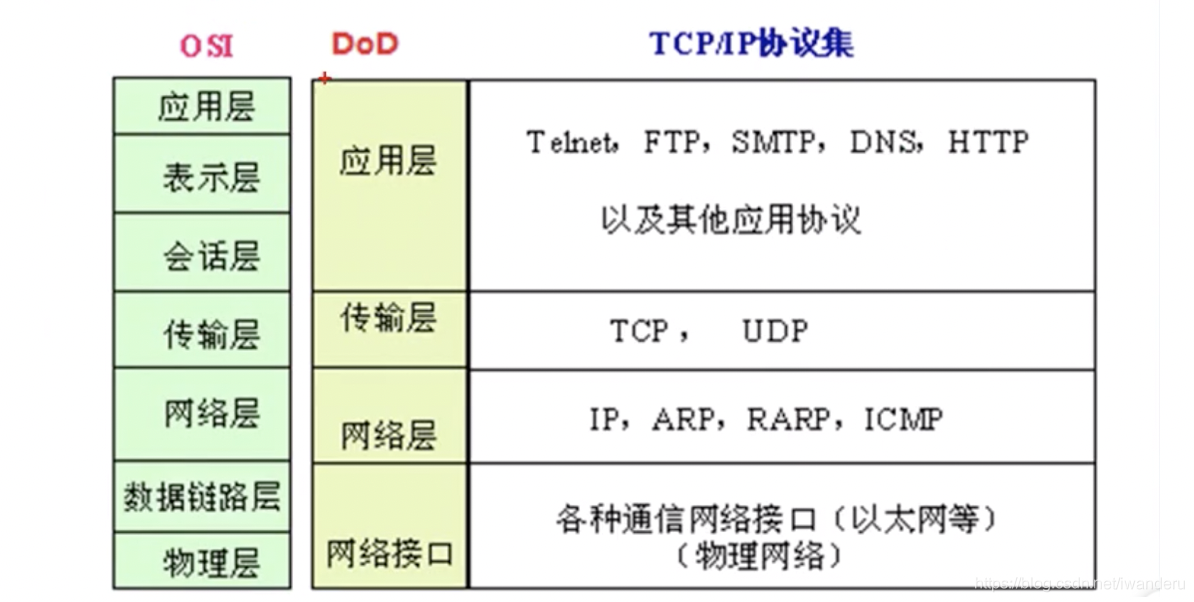 OSI
DoD
TCP/IP协议集
应用层
表示层
会话层
传输层
网络层
数据链路层
物理层
应用层
传输层
网络层
网络接口
Telnet，FTP，SMTP，DNS，HTTP
以及其他应用协议
TCP， UDP
IP，ARP，RARP，ICMP
各种通信网络接口（以太网等）
（物理网络）
https://blog.csdn.net/iwanderu